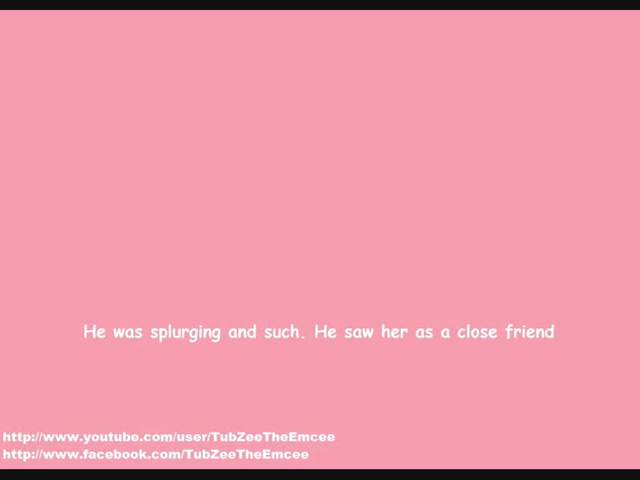 He was splurging and such. He saw her as a close friend
http://www.youtube.com/user/TubZeeTheEmcee
http://www.facebook.com/TubZeeTheEmcee